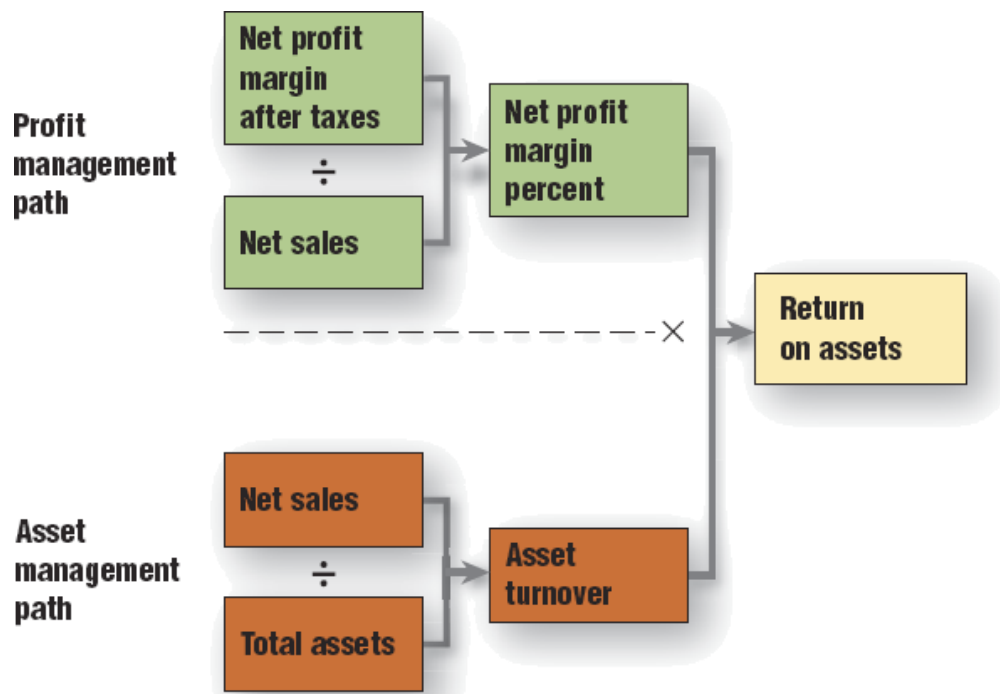 Profit
management
path
Net profit
margin
after taxes
÷
Net sales
Net profit
margin
percent
×
Return
on assets
Asset
management
path
Net sales
÷
Total assets
Asset
turnover